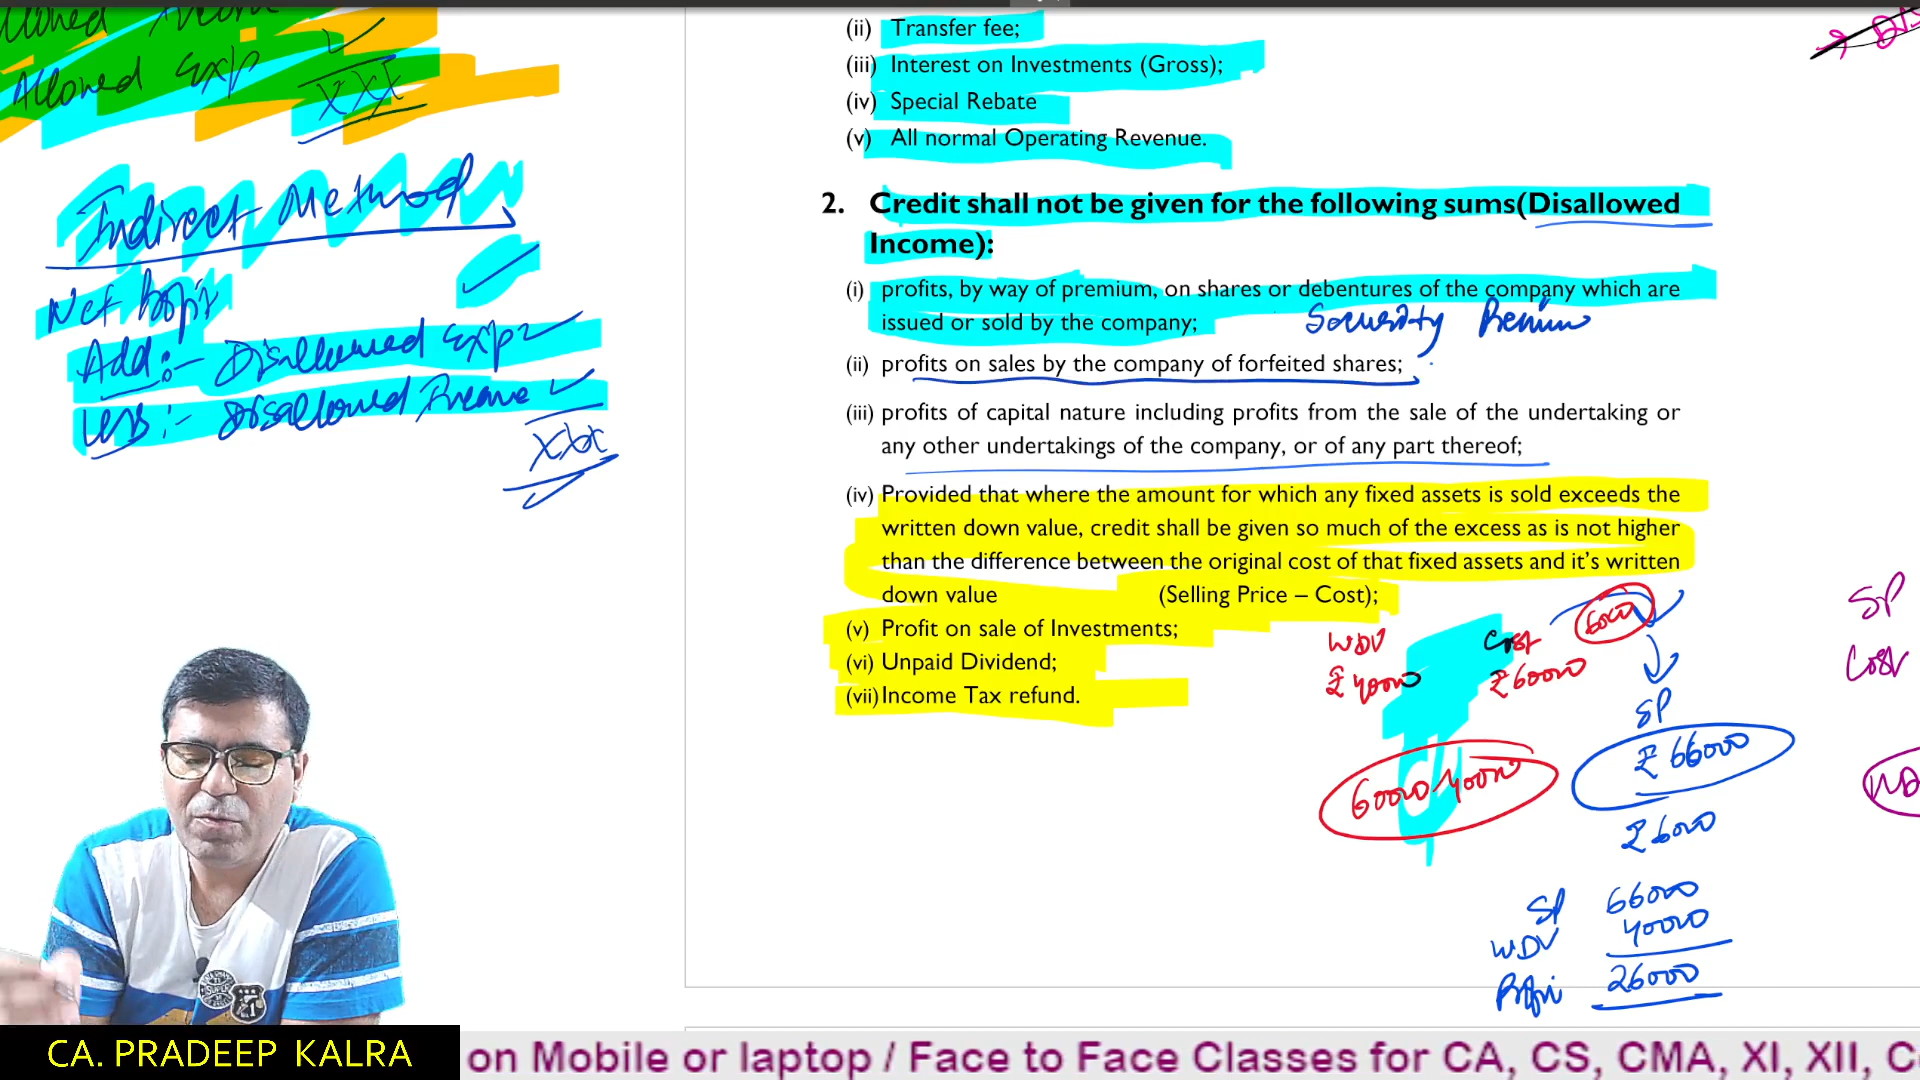 Allowed Exp
XXX
Indirect Method
Net Profit
Add:- Disallowed Exp
Less:- Disallowed Income
XXX
(ii) Transfer fee;
(iii) Interest on Investments (Gross);
(iv) Special Rebate
(v) All normal Operating Revenue.
2. Credit shall not be given for the following sums(Disallowed
Income):
(i) profits, by way of premium, on shares or debentures of the company which are
issued or sold by the company;
Security Premium
(ii) profits on sales by the company of forfeited shares;
(iii) profits of capital nature including profits from the sale of the undertaking or
any other undertakings of the company, or of any part thereof;
(iv) Provided that where the amount for which any fixed assets is sold exceeds the
written down value, credit shall be given so much of the excess as is not higher
than the difference between the original cost of that fixed assets and it's written
down value (Selling Price – Cost);
(v) Profit on sale of Investments;
(vi) Unpaid Dividend;
(vii) Income Tax refund.
WDV Cost 6000
₹40000 ₹60000
SP
₹66000
60000-40000
₹6000
SP 66000
WDV 40000
Profit 26000
SP
Cost
CA. PRADEEP KALRA
on Mobile or laptop / Face to Face Classes for CA, CS, CMA, XI, XII, C